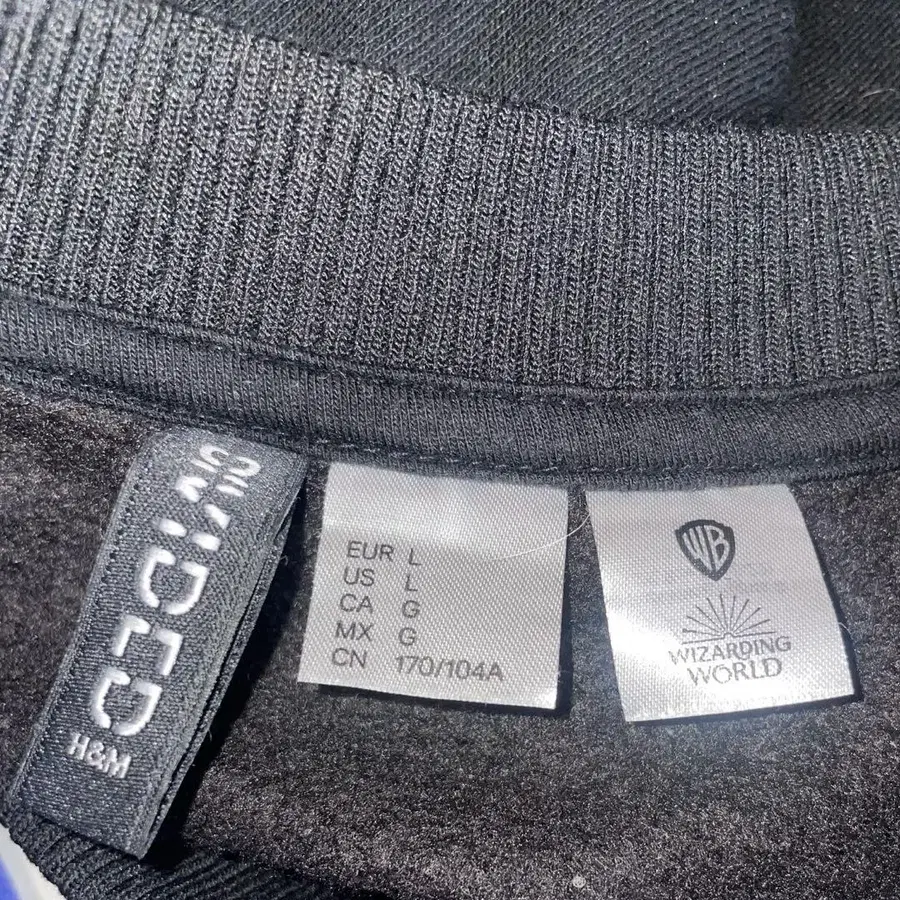 DIVIDED
H&M
EUR L
US L
CA G
MX G
CN 170/104A
WB
WIZARDING
WORLD